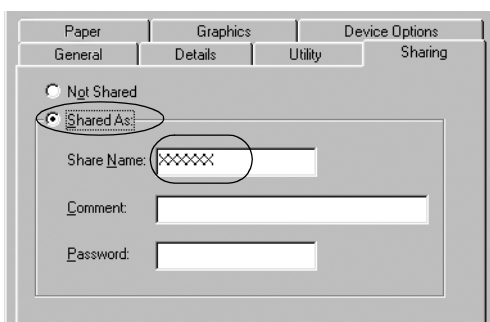 Paper Graphics Device Options
General Details Utility Sharing
Not Shared
Shared As:
Share Name: XXXXXX
Comment:
Password: